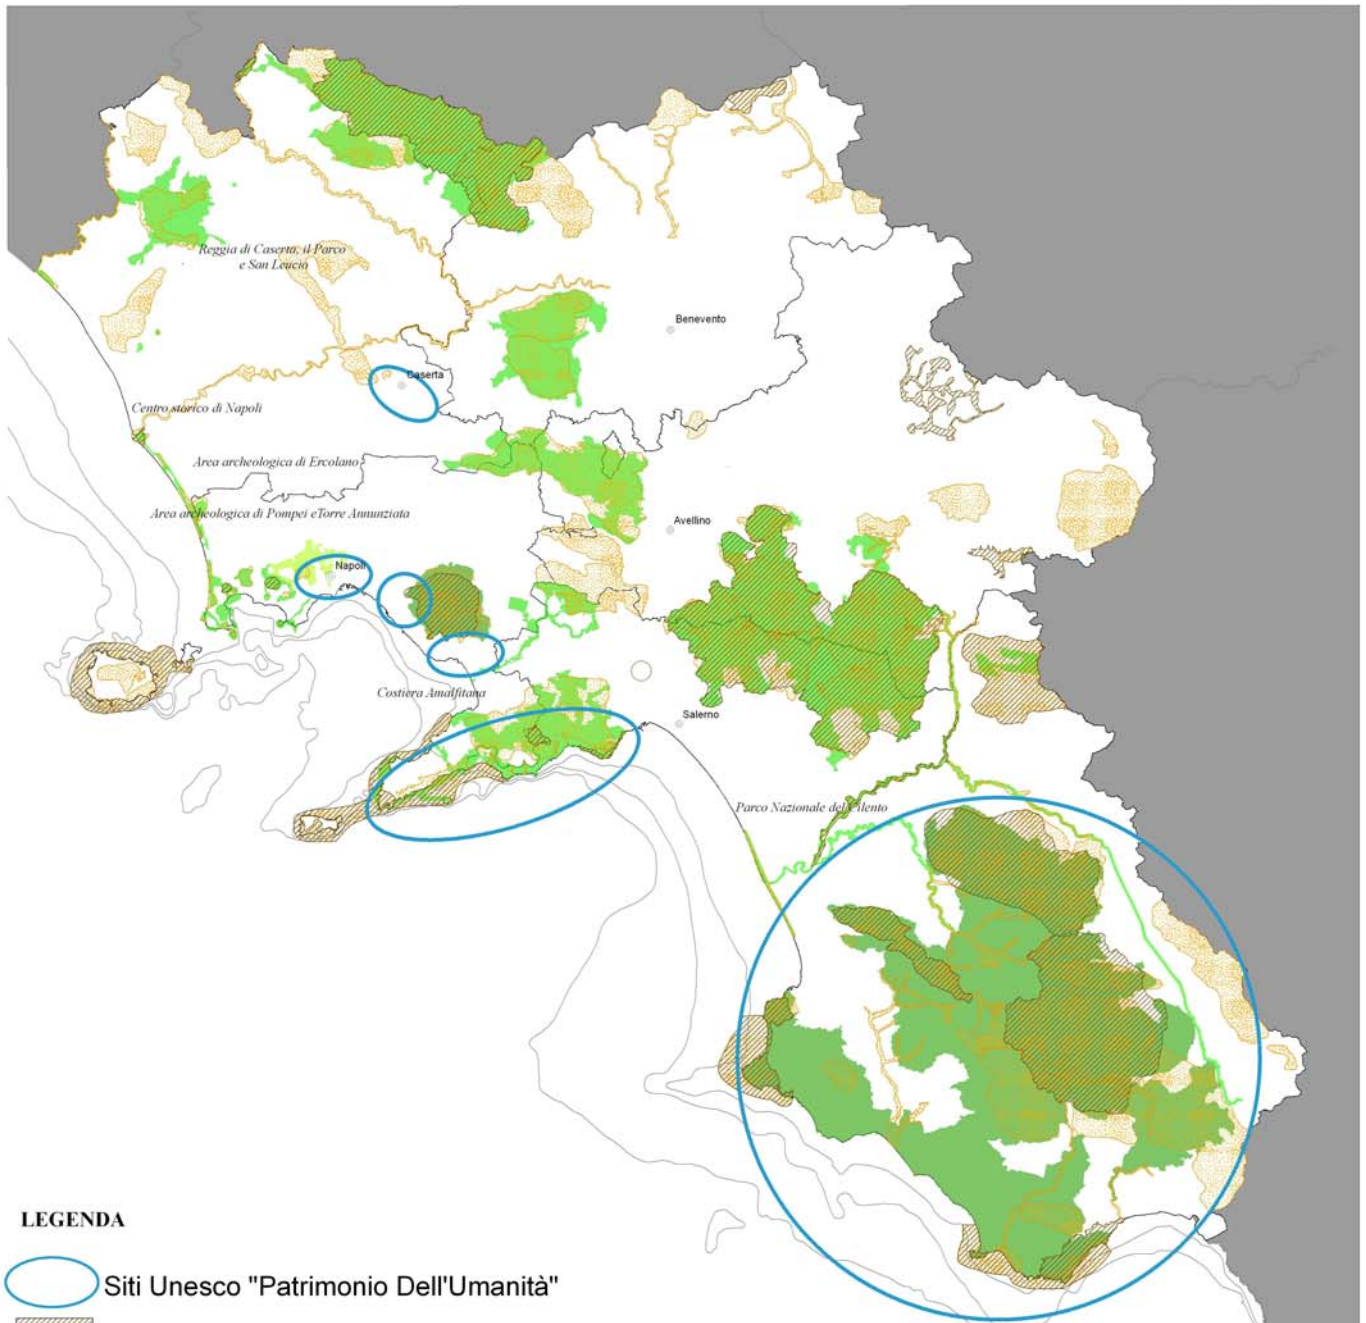 Reggia di Caserta, il Parco
e San Leucio
Benevento
Caserta
Centro storico di Napoli
Area archeologica di Ercolano
Area archeologica di Pompei eTorre Annunziata
Avellino
Napoli
Costiera Amalfitana
Salerno
Parco Nazionale del Cilento
LEGENDA
Siti Unesco "Patrimonio Dell'Umanità"